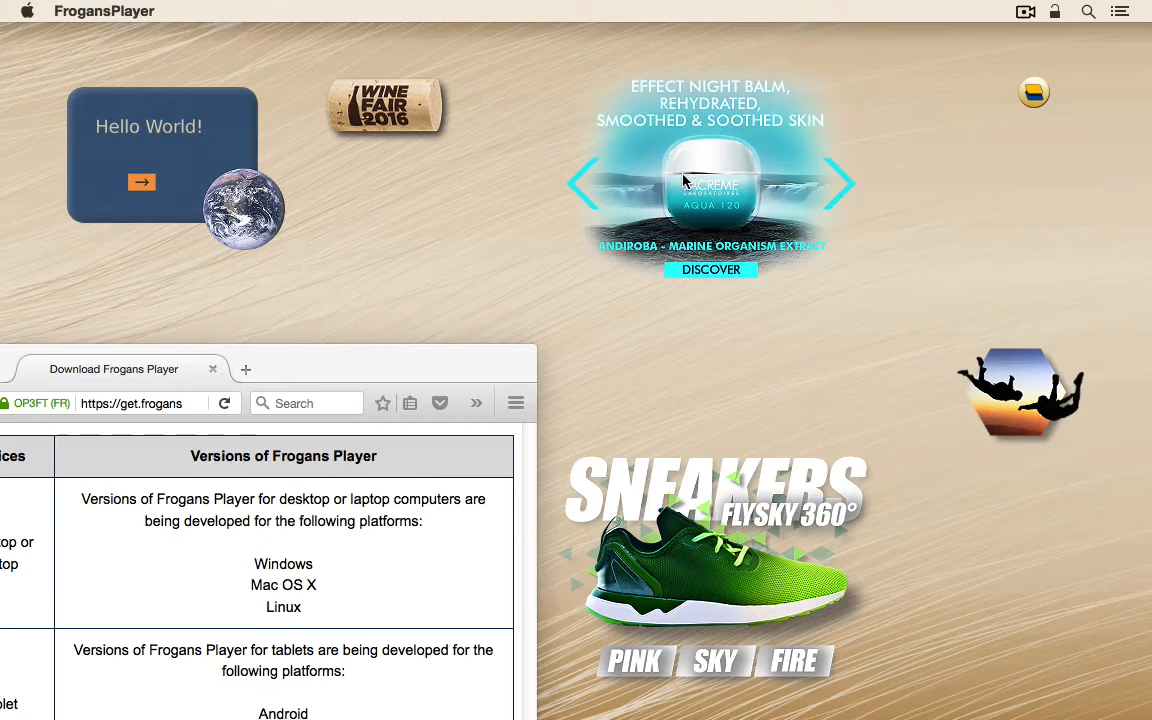 FrogansPlayer
Hello World!
→
WINE
FAIR
2016
EFFECT NIGHT BALM,
REHYDRATED,
SMOOTHED & SOOTHED SKIN
LACREME
LABORATOIRES
AQUA 120
ANDIROBA - MARINE ORGANISM EXTRACT
DISCOVER
Download Frogans Player
OP3FT (FR) https://get.frogans Search
ices Versions of Frogans Player
Versions of Frogans Player for desktop or laptop computers are
being developed for the following platforms:
top or
top
Windows
Mac OS X
Linux
Versions of Frogans Player for tablets are being developed for the
following platforms:
blet
Android
SNEAKERS
FLYSKY 360°
PINK SKY FIRE